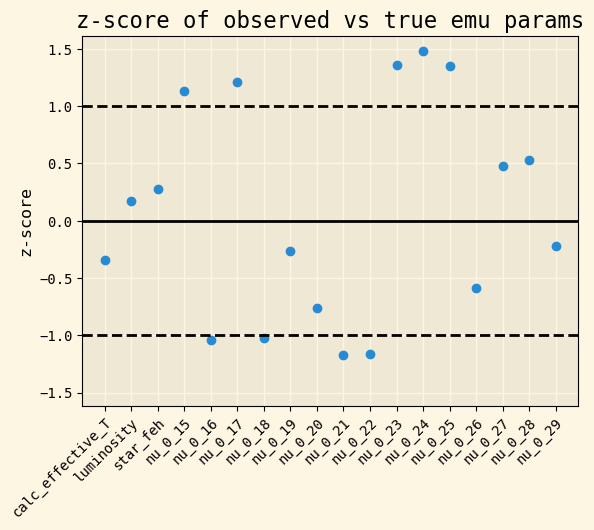 z-score of observed vs true emu params
1.5
1.0
0.5
0.0
−0.5
−1.0
−1.5
z-score
calc_effective_T
luminosity
star_feh
nu_0_15
nu_0_16
nu_0_17
nu_0_18
nu_0_19
nu_0_20
nu_0_21
nu_0_22
nu_0_23
nu_0_24
nu_0_25
nu_0_26
nu_0_27
nu_0_28
nu_0_29